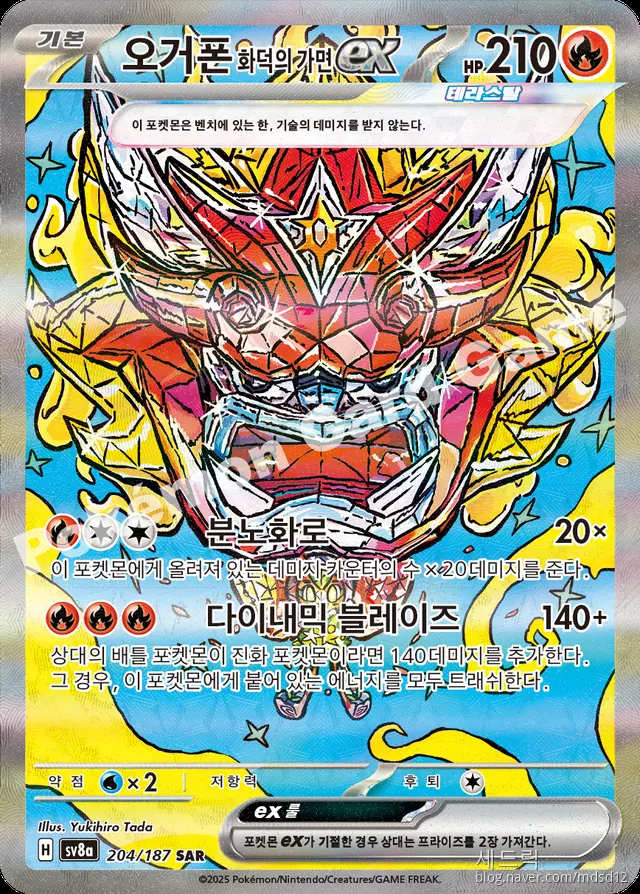 기본 오거폰 화덕의 가면 ex HP 210
테라스탈
이 포켓몬은 벤치에 있는 한, 기술의 데미지를 받지 않는다.
Pokémon Card Game
분노화로 20×
이 포켓몬에게 올려져 있는 데미지 카운터의 수×20데미지를 준다.
다이내믹 블레이즈 140+
상대의 배틀 포켓몬이 진화 포켓몬이라면 140데미지를 추가한다.
그 경우, 이 포켓몬에게 붙어 있는 에너지를 모두 트래쉬한다.
약점 ×2 저항력 후퇴
ex 룰
포켓몬 ex가 기절한 경우 상대는 프라이즈를 2장 가져간다.
Illus. Yukihiro Tada
H sv8a 204/187 SAR
세드릭
blog.naver.com/mdsd12
©2025 Pokémon/Nintendo/Creatures/GAME FREAK.